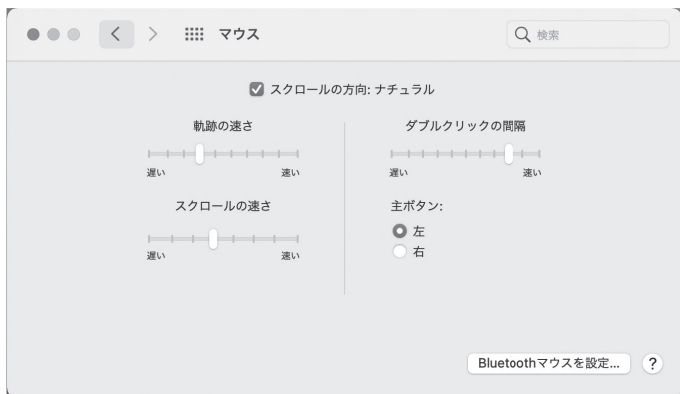 マウス
検索
スクロールの方向: ナチュラル
軌跡の速さ
遅い 速い
スクロールの速さ
遅い 速い
ダブルクリックの間隔
遅い 速い
主ボタン:
左
右
Bluetoothマウスを設定...
?